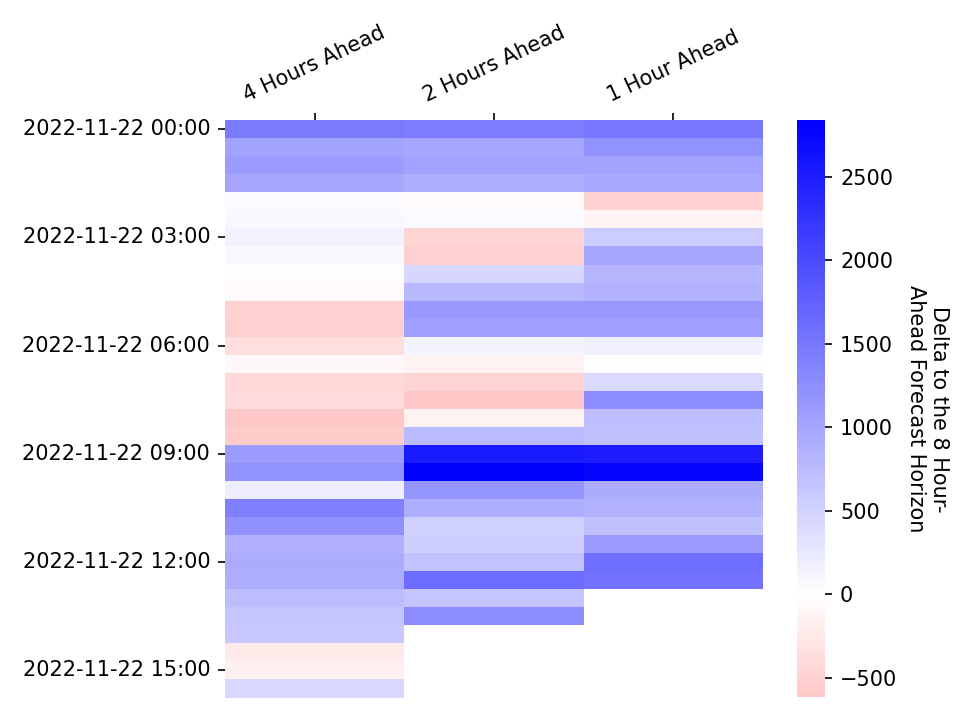 4 Hours Ahead
2 Hours Ahead
1 Hour Ahead
2022-11-22 00:00
2022-11-22 03:00
2022-11-22 06:00
2022-11-22 09:00
2022-11-22 12:00
2022-11-22 15:00
2500
2000
1500
1000
500
0
−500
Delta to the 8 Hour-
Ahead Forecast Horizon